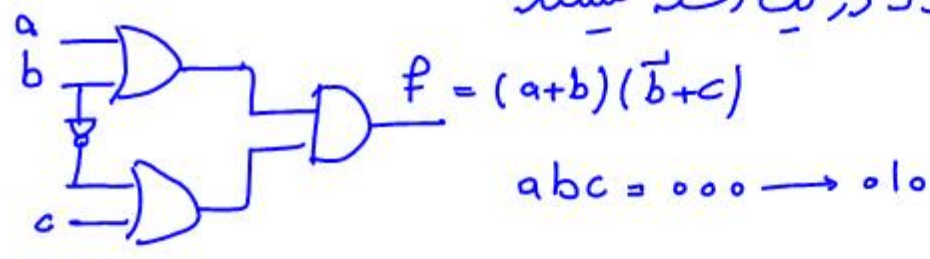 a
b
c
f = (a+b)(b̅+c)
abc = 000 → 010